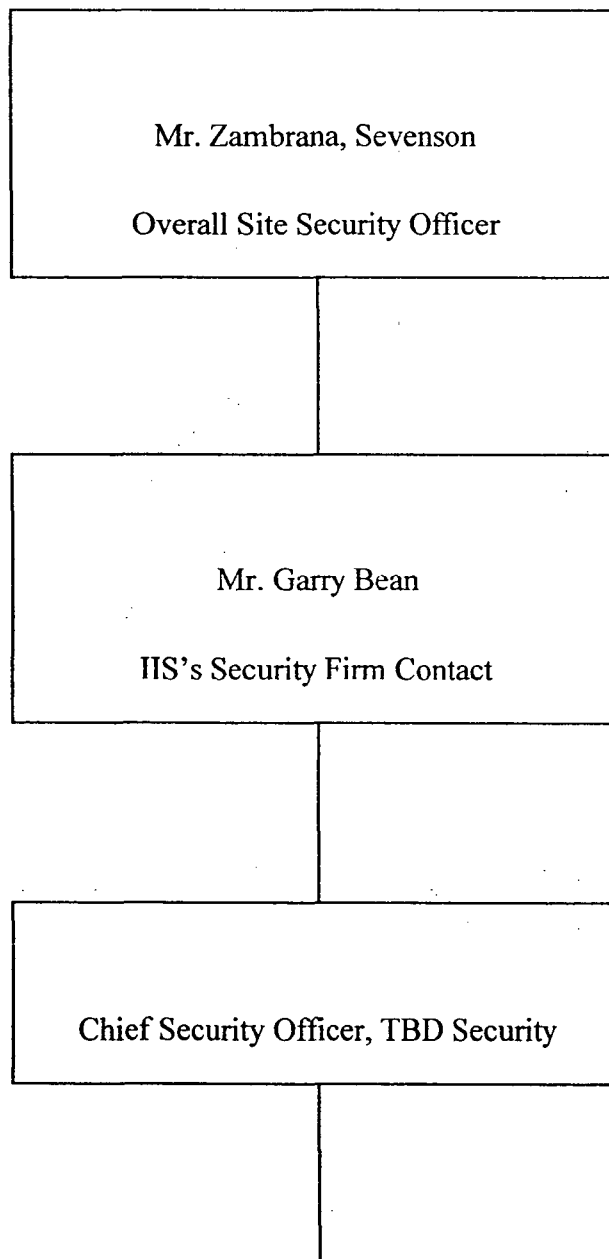 Mr. Zambrana, Sevenson
Overall Site Security Officer
Mr. Garry Bean
IIS's Security Firm Contact
Chief Security Officer, TBD Security